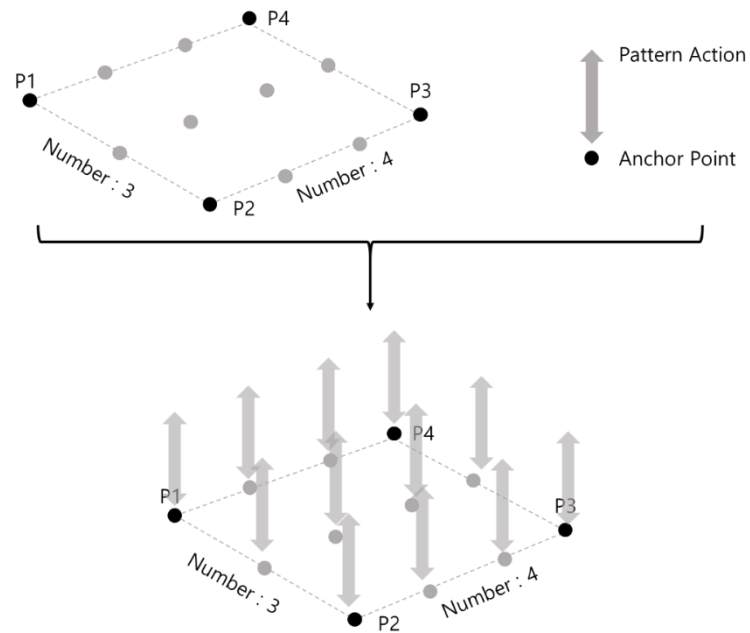 P4
Pattern Action
P1
P3
Anchor Point
Number : 3
Number : 4
P2
P4
P1
P3
Number : 3
Number : 4
P2